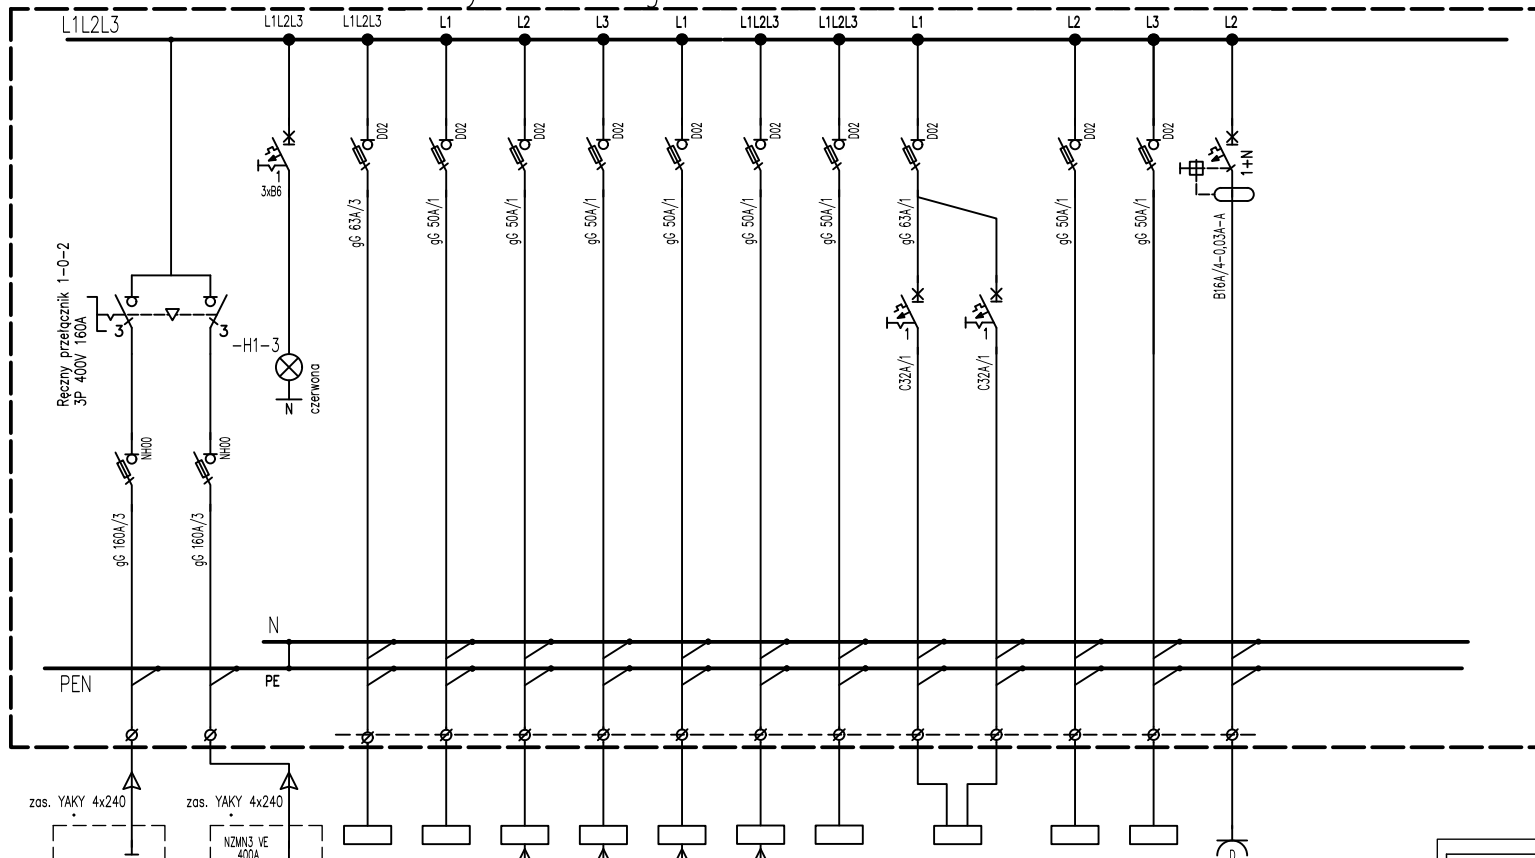 L1L2L3
L1L2L3
L1L2L3
L1
L2
L3
L1
L1L2L3
L1L2L3
L1
L2
L3
L2
D02
D02
D02
D02
D02
D02
D02
D02
D02
D02
1
3xB6
1+N
gG 63A/3
gG 50A/1
gG 50A/1
gG 50A/1
gG 50A/1
gG 50A/1
gG 50A/1
gG 63A/1
gG 50A/1
gG 50A/1
B16A/4-0,03A-A
Ręczny przełącznik 1-0-2
3P 400V 160A
3
3
-H1-3
czerwona
N
1
1
C32A/1
C32A/1
NH00
NH00
gG 160A/3
gG 160A/3
N
PEN
PE
zas. YAKY 4x240
zas. YAKY 4x240
NZMN3 VE
400A